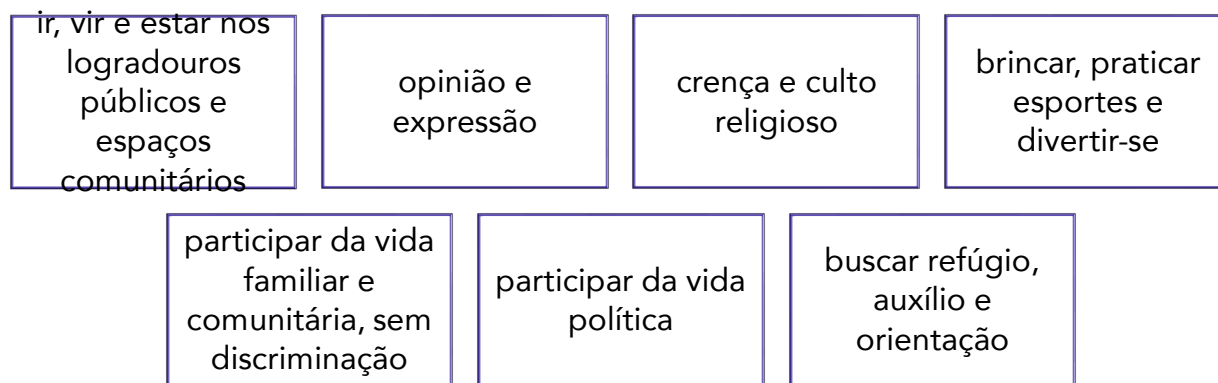 ir, vir e estar nos
logradouros
públicos e
espaços
comunitários
opinião e
expressão
crença e culto
religioso
brincar, praticar
esportes e
divertir-se
participar da vida
familiar e
comunitária, sem
discriminação
participar da vida
política
buscar refúgio,
auxílio e
orientação